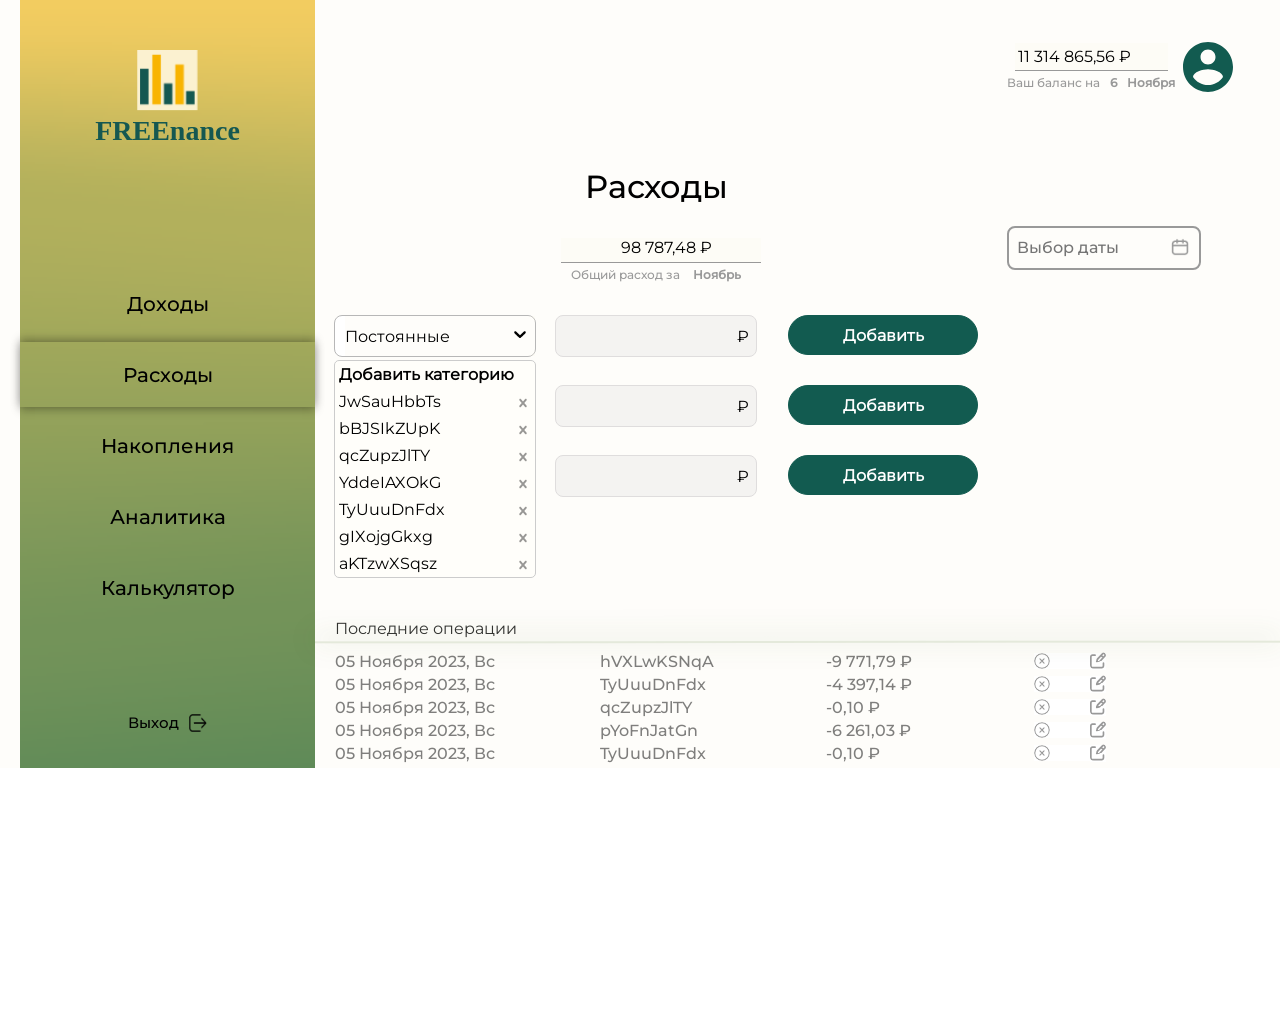 FREEnance
Доходы
Расходы
Накопления
Аналитика
Калькулятор
Выход
11 314 865,56 ₽
Ваш баланс на 6 Ноября
Расходы
98 787,48 ₽
Общий расход за Ноябрь
Выбор даты
Постоянные
₽
Добавить
Добавить категорию
JwSauHbbTs x
bBJSIkZUpK x
qcZupzJlTY x
YddeIAXOkG x
TyUuuDnFdx x
gIXojgGkxg x
aKTzwXSqsz x
₽
Добавить
₽
Добавить
Последние операции
05 Ноября 2023, Вс hVXLwKSNqA -9 771,79 ₽
05 Ноября 2023, Вс TyUuuDnFdx -4 397,14 ₽
05 Ноября 2023, Вс qcZupzJlTY -0,10 ₽
05 Ноября 2023, Вс pYoFnJatGn -6 261,03 ₽
05 Ноября 2023, Вс TyUuuDnFdx -0,10 ₽